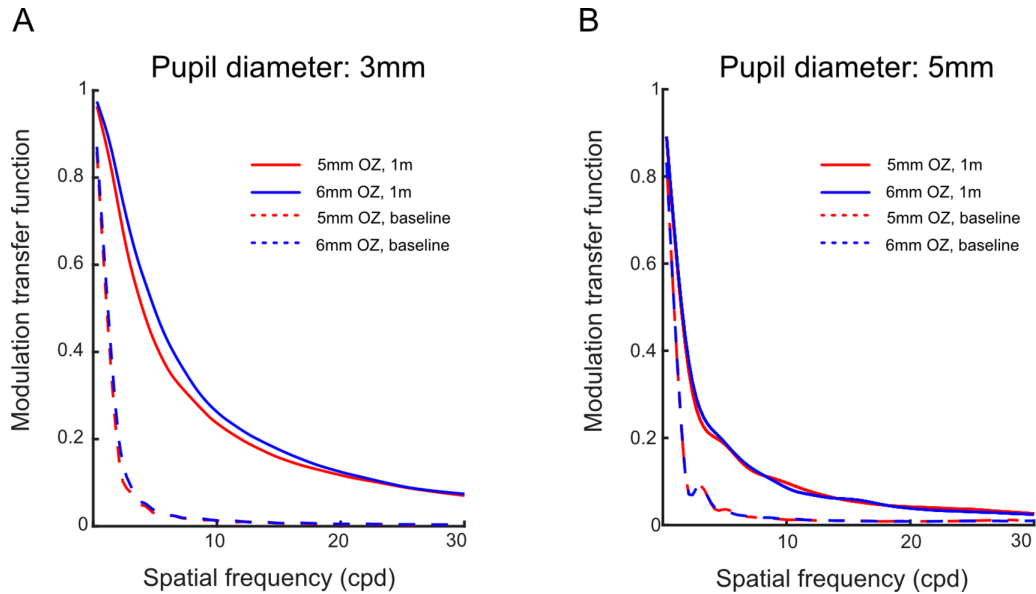 A
Pupil diameter: 3mm
Modulation transfer function
1
0.8
0.6
0.4
0.2
0
10
20
30
Spatial frequency (cpd)
5mm OZ, 1m
6mm OZ, 1m
5mm OZ, baseline
6mm OZ, baseline
B
Pupil diameter: 5mm
Modulation transfer function
1
0.8
0.6
0.4
0.2
0
10
20
30
Spatial frequency (cpd)
5mm OZ, 1m
6mm OZ, 1m
5mm OZ, baseline
6mm OZ, baseline